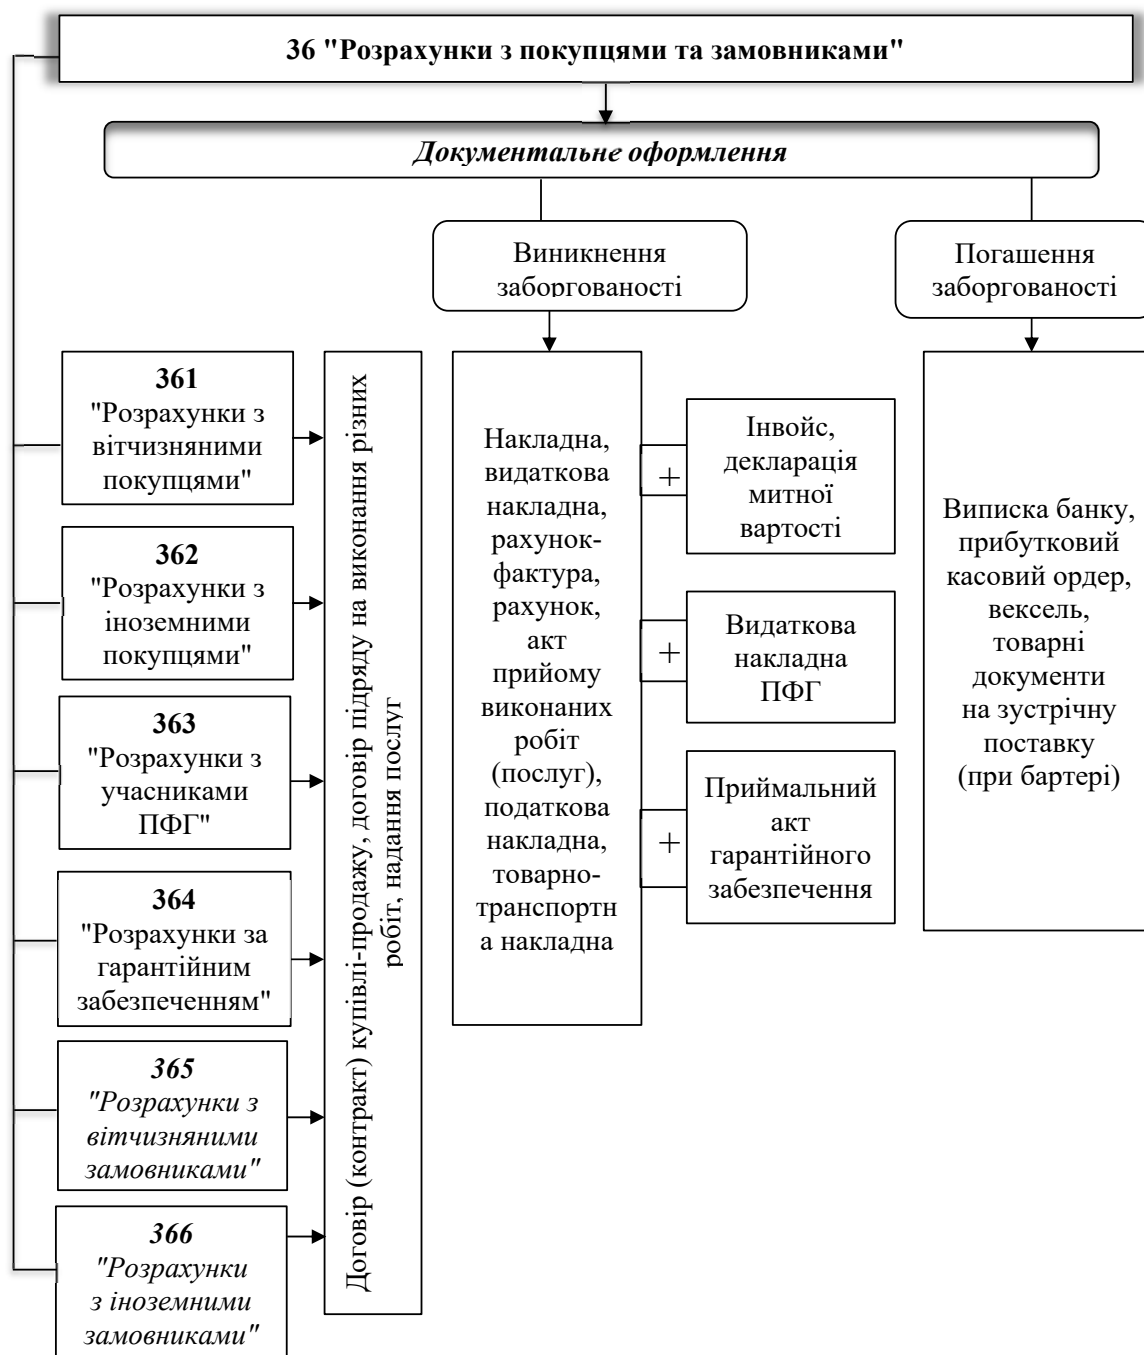 36 "Розрахунки з покупцями та замовниками"
Документальне оформлення
Виникнення
заборгованості
Погашення
заборгованості
361
"Розрахунки з
вітчизняними
покупцями"
362
"Розрахунки з
іноземними
покупцями"
363
"Розрахунки з
учасниками
ПФГ"
364
"Розрахунки за
гарантійним
забезпеченням"
365
"Розрахунки з
вітчизняними
замовниками"
366
"Розрахунки
з іноземними
замовниками"
Договір (контракт) купівлі-продажу, договір підряду на виконання різних
робіт, надання послуг
Накладна,
видаткова
накладна,
рахунок-
фактура,
рахунок,
акт
прийому
виконаних
робіт
(послуг),
податкова
накладна,
товарно-
транспортн
а накладна
+
Інвойс,
декларація
митної
вартості
+
Видаткова
накладна
ПФГ
+
Приймальний
акт
гарантійного
забезпечення
Виписка банку,
прибутковий
касовий ордер,
вексель,
товарні
документи
на зустрічну
поставку
(при бартері)